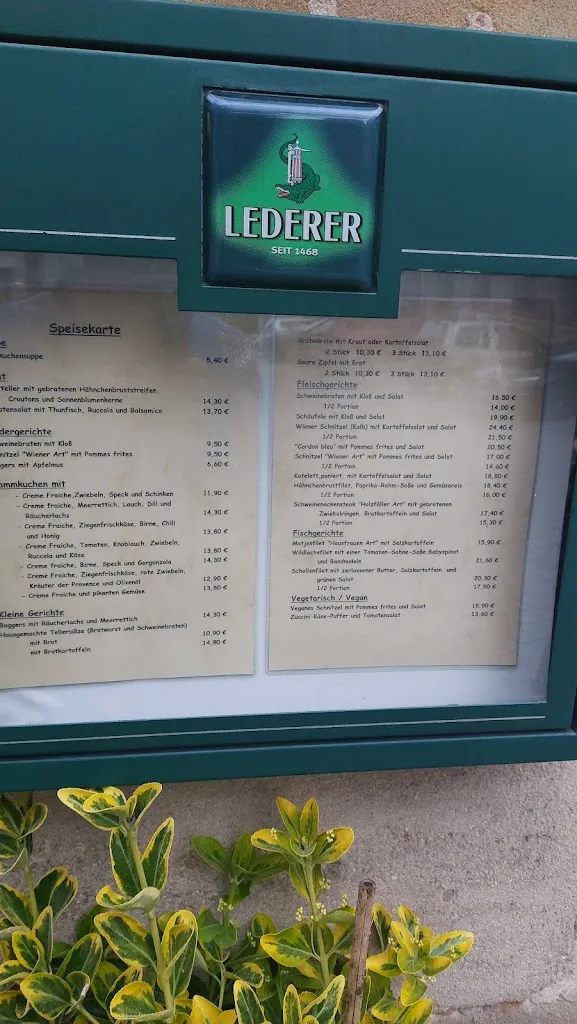 LEDERER
SEIT 1468
Speisekarte
kuchensuppe 5,40 €
teller mit gebratenen Hähnchenbruststreifen,
Croutons und Sonnenblumenkerne 14,30 €
tensalat mit Thunfisch, Ruccola und Balsamico 13,70 €
dergerichte
weinebraten mit Kloß 9,50 €
nitzel "Wiener Art" mit Pommes frites 9,50 €
gers mit Apfelmus 6,60 €
mmkuchen mit
- Creme Fraiche,Zwiebeln, Speck und Schinken 11,90 €
- Creme fraiche, Meerrettich, Lauch, Dill und
Räucherlachs 14,30 €
- Creme Fraiche, Ziegenfrischkäse, Birne, Chili
und Honig 13,80 €
- Creme Fraiche, Tomaten, Knoblauch, Zwiebeln,
Ruccola und Käse 13,80 €
- Creme fraiche, Birne, Speck und Gorgonzola 14,30 €
- Creme Fraiche, Ziegenfrischkäse, rote Zwiebeln,
Kräuter der Provence und Olivenöl 12,90 €
- Creme Fraiche und pikanten Gemüse 13,80 €
Kleine Gerichte
Baggers mit Räucherlachs und Meerrettich 14,30 €
Hausgemachte Tellersülze (Bratwurst und Schweinebraten)
mit Brot 10,90 €
mit Bratkartoffeln 14,90 €
Bratwürste mit Kraut oder Kartoffelsalat
2 Stück 10,30 € 3 Stück 13,10 €
Saure Zipfel mit Brot
2 Stück 10,30 € 3 Stück 13,10 €
Fleischgerichte
Schweinebraten mit Kloß und Salat 16,50 €
1/2 Portion 14,00 €
Schäufele mit Kloß und Salat 19,90 €
Wiener Schnitzel (Kalb) mit Kartoffelsalat und Salat 24,40 €
1/2 Portion 21,50 €
"Cordon bleu" mit Pommes frites und Salat 20,50 €
Schnitzel "Wiener Art" mit Pommes frites und Salat 17,00 €
1/2 Portion 14,60 €
Kotelett,paniert, mit Kartoffelsalat und Salat 18,50 €
Hähnchenbrustfilet, Paprika-Rahm-Soße und Gemüsereis 18,40 €
1/2 Portion 16,00 €
Schweinenackensteak "Holzfäller Art" mit gebratenen
Zwiebelringen, Bratkartoffeln und Salat 17,40 €
1/2 Portion 15,30 €
Fischgerichte
Matjesfilet "Hausfrauen Art" mit Salzkartoffeln 15,90 €
Wildlachsfilet mit einer Tomaten-Sahne-Soße,Babyspinat
und Bandnudeln 21,60 €
Schollenfilet mit zerlassener Butter, Salzkartoffeln und
grünen Salat 20,30 €
1/2 Portion 17,90 €
Vegetarisch / Vegan
Veganes Schnitzel mit Pommes frites und Salat 18,90 €
Zuccini-Käse-Puffer und Tomatensalat 13,60 €